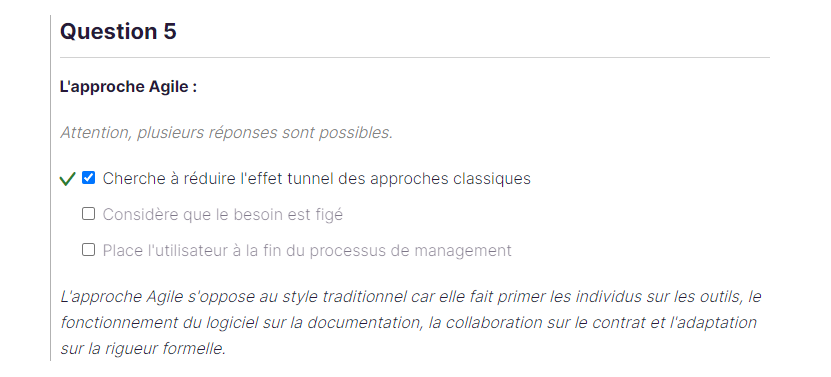 Question 5
L'approche Agile :
Attention, plusieurs réponses sont possibles.
Cherche à réduire l'effet tunnel des approches classiques
Considère que le besoin est figé
Place l'utilisateur à la fin du processus de management
L'approche Agile s'oppose au style traditionnel car elle fait primer les individus sur les outils, le
fonctionnement du logiciel sur la documentation, la collaboration sur le contrat et l'adaptation
sur la rigueur formelle.